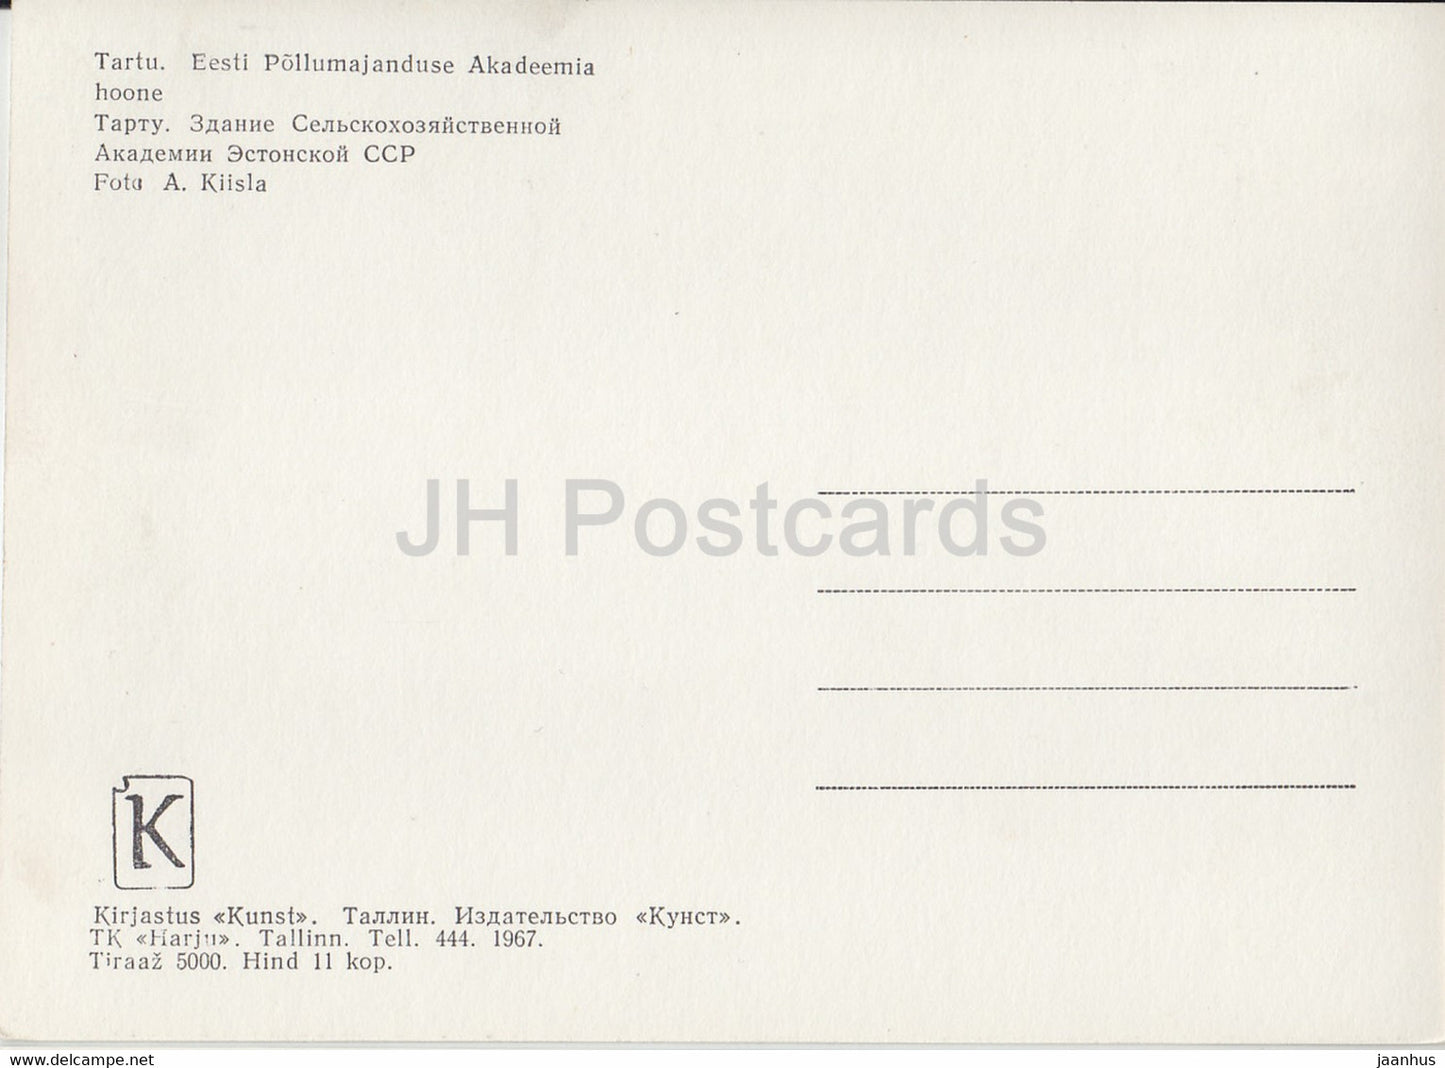 Tartu. Eesti Põllumajanduse Akadeemia
hoone
Тарту. Здание Сельскохозяйственной
Академии Эстонской ССР
Foto A. Kiisla
JH Postcards
K
Kirjastus «Kunst». Таллин. Издательство «Кунст».
TK «Harju». Tallinn. Tell. 444. 1967.
Tiraaž 5000. Hind 11 kop.
www.delcampe.net
jaanhus